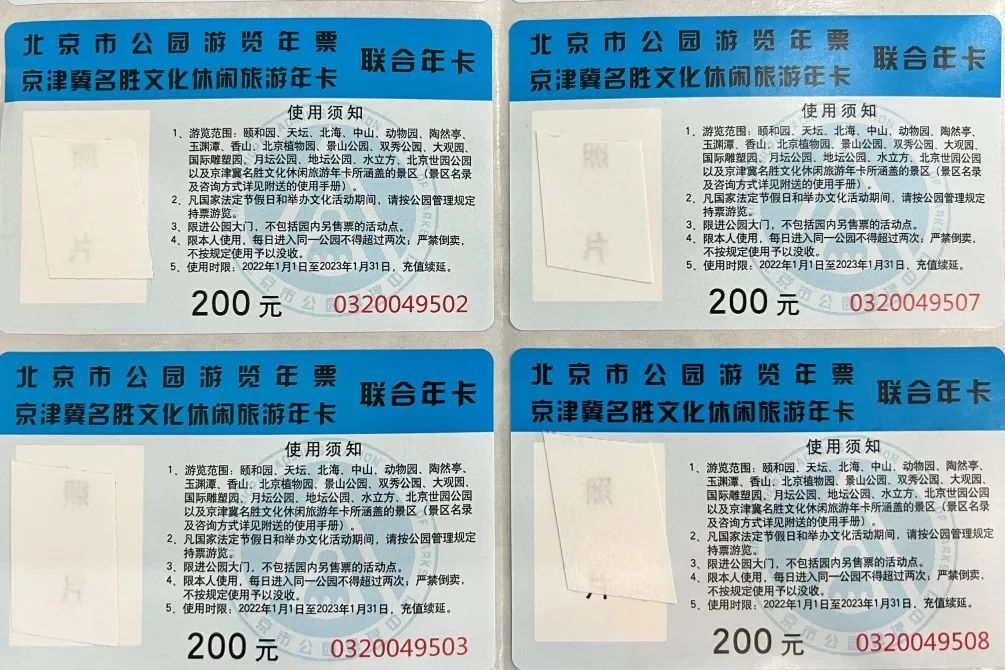 北京市公园游览年票
京津冀名胜文化休闲旅游年卡
联合年卡
使用须知
1、游览范围：颐和园、天坛、北海、中山、动物园、陶然亭、
玉渊潭、香山、北京植物园、景山公园、双秀公园、大观园、
国际雕塑园、月坛公园、地坛公园、水立方、北京世园公园
以及京津冀名胜文化休闲旅游年卡所涵盖的景区（景区名录
及咨询方式详见附送的使用手册）。
2、凡国家法定节假日和举办文化活动期间，请按公园管理规定
持票游览。
3、限进公园大门，不包括园内另售票的活动点。
4、限本人使用，每日进入同一公园不得超过两次；严禁倒卖，
不按规定使用予以没收。
5、使用时限：2022年1月1日至2023年1月31日，充值续延。
照
片
200元
0320049502
北京市公园游览年票
京津冀名胜文化休闲旅游年卡
联合年卡
使用须知
1、游览范围：颐和园、天坛、北海、中山、动物园、陶然亭、
玉渊潭、香山、北京植物园、景山公园、双秀公园、大观园、
国际雕塑园、月坛公园、地坛公园、水立方、北京世园公园
以及京津冀名胜文化休闲旅游年卡所涵盖的景区（景区名录
及咨询方式详见附送的使用手册）。
2、凡国家法定节假日和举办文化活动期间，请按公园管理规定
持票游览。
3、限进公园大门，不包括园内另售票的活动点。
4、限本人使用，每日进入同一公园不得超过两次；严禁倒卖，
不按规定使用予以没收。
5、使用时限：2022年1月1日至2023年1月31日，充值续延。
照
片
200元
0320049507
北京市公园游览年票
京津冀名胜文化休闲旅游年卡
联合年卡
使用须知
1、游览范围：颐和园、天坛、北海、中山、动物园、陶然亭、
玉渊潭、香山、北京植物园、景山公园、双秀公园、大观园、
国际雕塑园、月坛公园、地坛公园、水立方、北京世园公园
以及京津冀名胜文化休闲旅游年卡所涵盖的景区（景区名录
及咨询方式详见附送的使用手册）。
2、凡国家法定节假日和举办文化活动期间，请按公园管理规定
持票游览。
3、限进公园大门，不包括园内另售票的活动点。
4、限本人使用，每日进入同一公园不得超过两次；严禁倒卖，
不按规定使用予以没收。
5、使用时限：2022年1月1日至2023年1月31日，充值续延。
照
片
200元
0320049503
北京市公园游览年票
京津冀名胜文化休闲旅游年卡
联合年卡
使用须知
1、游览范围：颐和园、天坛、北海、中山、动物园、陶然亭、
玉渊潭、香山、北京植物园、景山公园、双秀公园、大观园、
国际雕塑园、月坛公园、地坛公园、水立方、北京世园公园
以及京津冀名胜文化休闲旅游年卡所涵盖的景区（景区名录
及咨询方式详见附送的使用手册）。
2、凡国家法定节假日和举办文化活动期间，请按公园管理规定
持票游览。
3、限进公园大门，不包括园内另售票的活动点。
4、限本人使用，每日进入同一公园不得超过两次；严禁倒卖，
不按规定使用予以没收。
5、使用时限：2022年1月1日至2023年1月31日，充值续延。
照
片
200元
0320049508